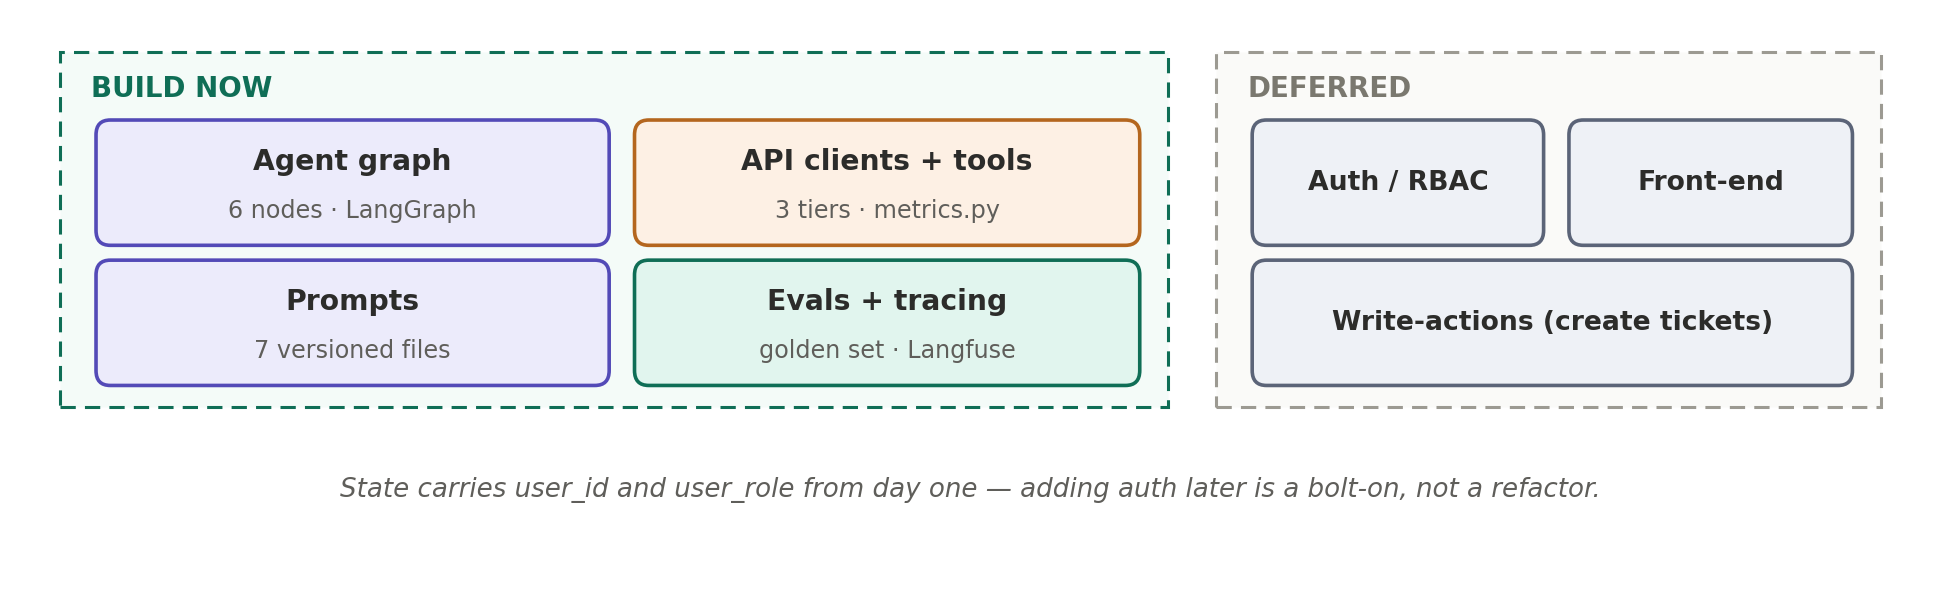 BUILD NOW
Agent graph
6 nodes · LangGraph
API clients + tools
3 tiers · metrics.py
Prompts
7 versioned files
Evals + tracing
golden set · Langfuse
DEFERRED
Auth / RBAC
Front-end
Write-actions (create tickets)
State carries user_id and user_role from day one — adding auth later is a bolt-on, not a refactor.